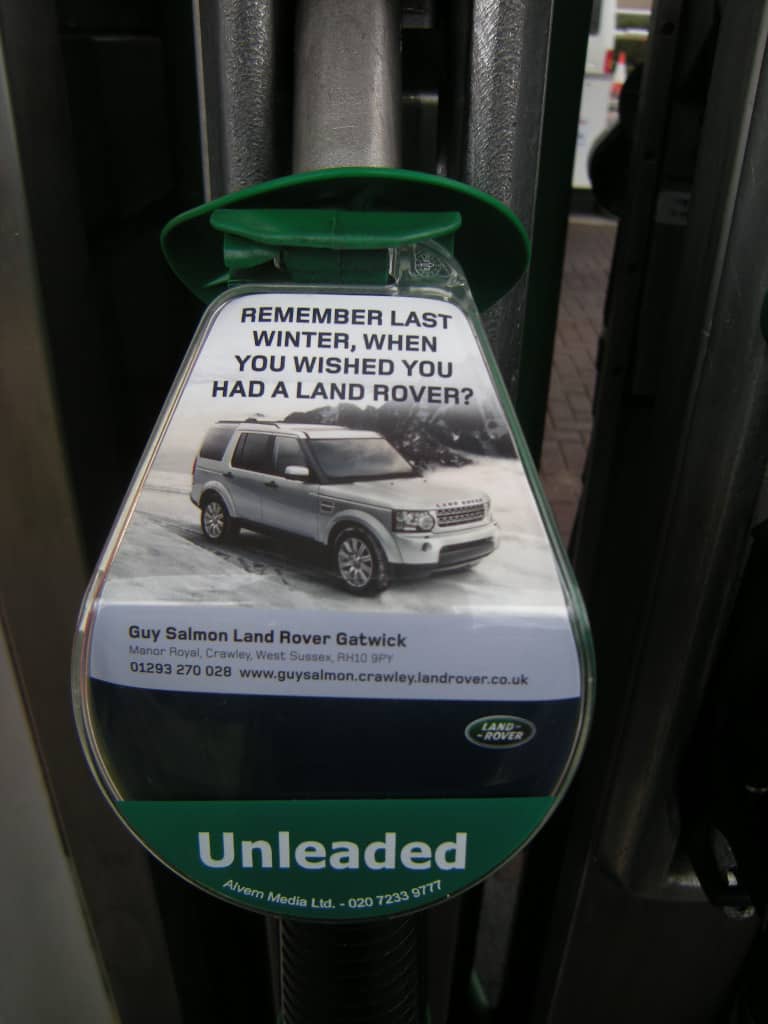 REMEMBER LAST
WINTER, WHEN
YOU WISHED YOU
HAD A LAND ROVER?
LAND ROVER
Guy Salmon Land Rover Gatwick
Manor Royal, Crawley, West Sussex, RH10 9PY
01293 270 028 www.guysalmon.crawley.landrover.co.uk
LAND-
-ROVER
Unleaded
Alvern Media Ltd. - 020 7233 9777